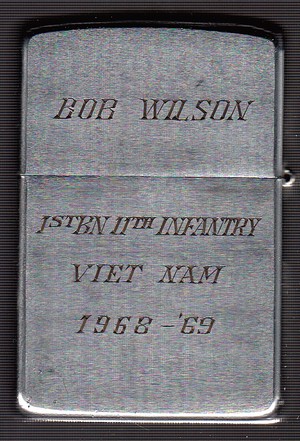 BOB WILSON
1ST BN 11TH INFANTRY
VIET NAM
1968 - '69